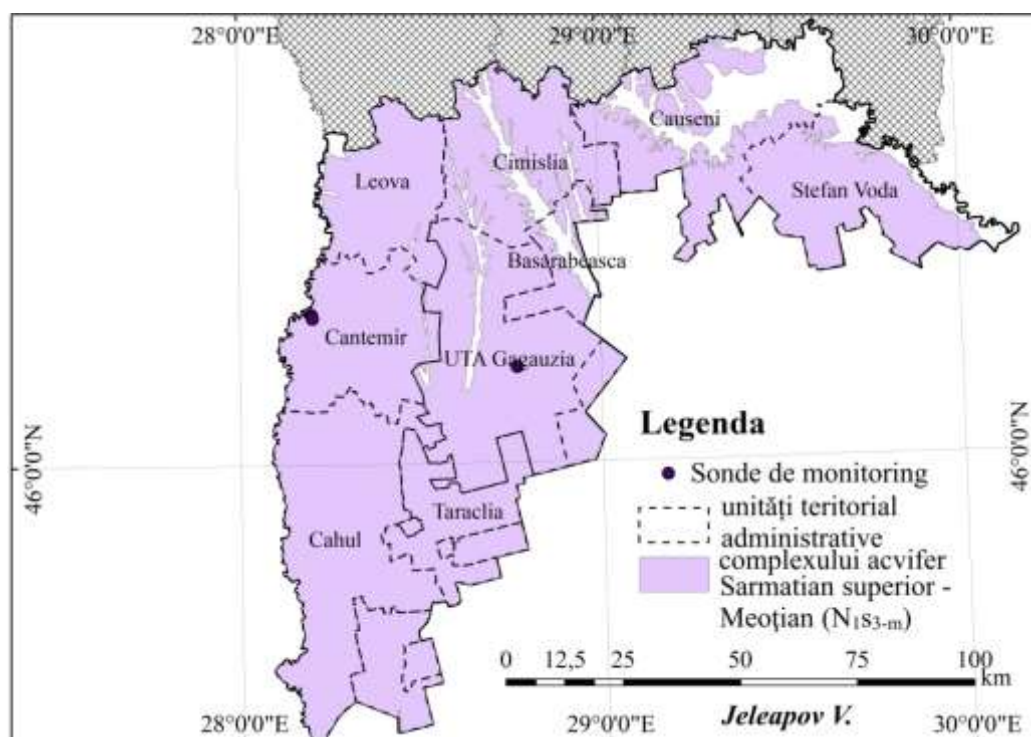 28°0'0"E
29°0'0"E
30°0'0"E
Causeni
Cimislia
Leova
Stefan Voda
Basarabeasca
Cantemir
UTA Gagauzia
46°0'0"N
46°0'0"N
Legenda
Sonde de monitoring
unităţi teritorial
administrative
complexului acvifer
Sarmatian superior -
Meoţian (N1s3-m)
Taraclia
Cahul
0 12,5 25 50 75 100
km
Jeleapov V.
28°0'0"E
29°0'0"E
30°0'0"E